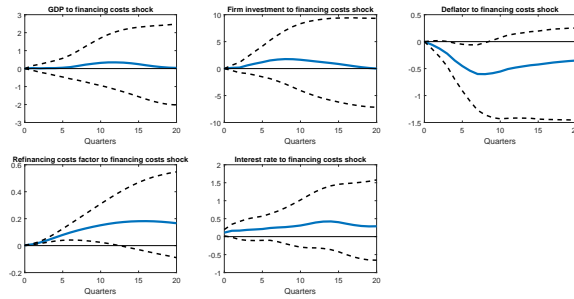 GDP to financing costs shock
3
2
1
0
-1
-2
-3
0 5 10 15 20
Quarters
Firm investment to financing costs shock
10
5
0
-5
-10
0 5 10 15 20
Quarters
Deflator to financing costs shock
0.5
0
-0.5
-1
-1.5
0 5 10 15 20
Quarters
Refinancing costs factor to financing costs shock
0.6
0.4
0.2
0
-0.2
0 5 10 15 20
Quarters
Interest rate to financing costs shock
2
1.5
1
0.5
0
-0.5
-1
0 5 10 15 20
Quarters